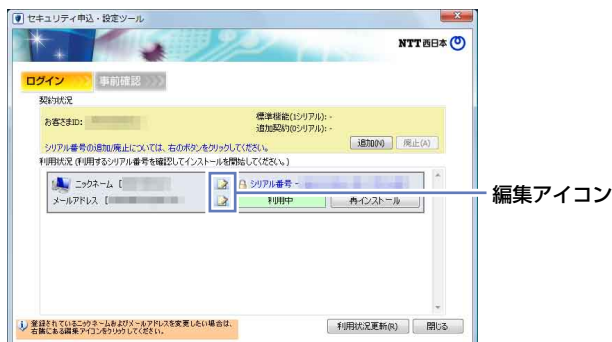 セキュリティ申込・設定ツール
NTT西日本
ログイン
事前確認
契約状況
お客さまID:
標準機能(1シリアル): -
追加契約(0シリアル): -
シリアル番号の追加/廃止については、右のボタンをクリックしてください。
追加(N)
廃止(A)
利用状況 (利用するシリアル番号を確認してインストールを開始してください。)
ニックネーム [
シリアル番号 -
メールアドレス [
利用中
再インストール
編集アイコン
登録されているニックネームおよびメールアドレスを変更したい場合は、
右隣にある編集アイコンをクリックしてください。
利用状況更新(R)
閉じる